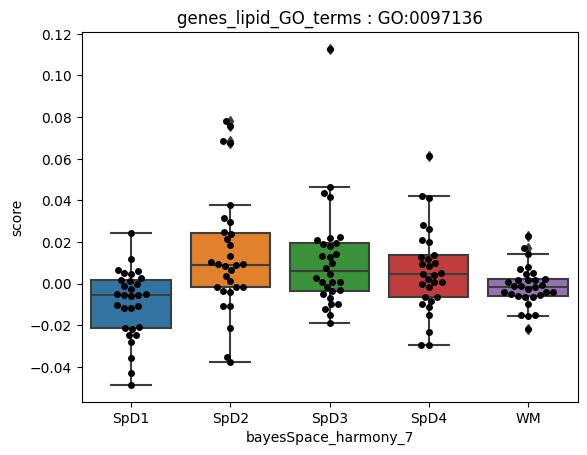 genes_lipid_GO_terms : GO:0097136
0.12
0.10
0.08
0.06
0.04
0.02
0.00
−0.02
−0.04
score
SpD1 SpD2 SpD3 SpD4 WM
bayesSpace_harmony_7